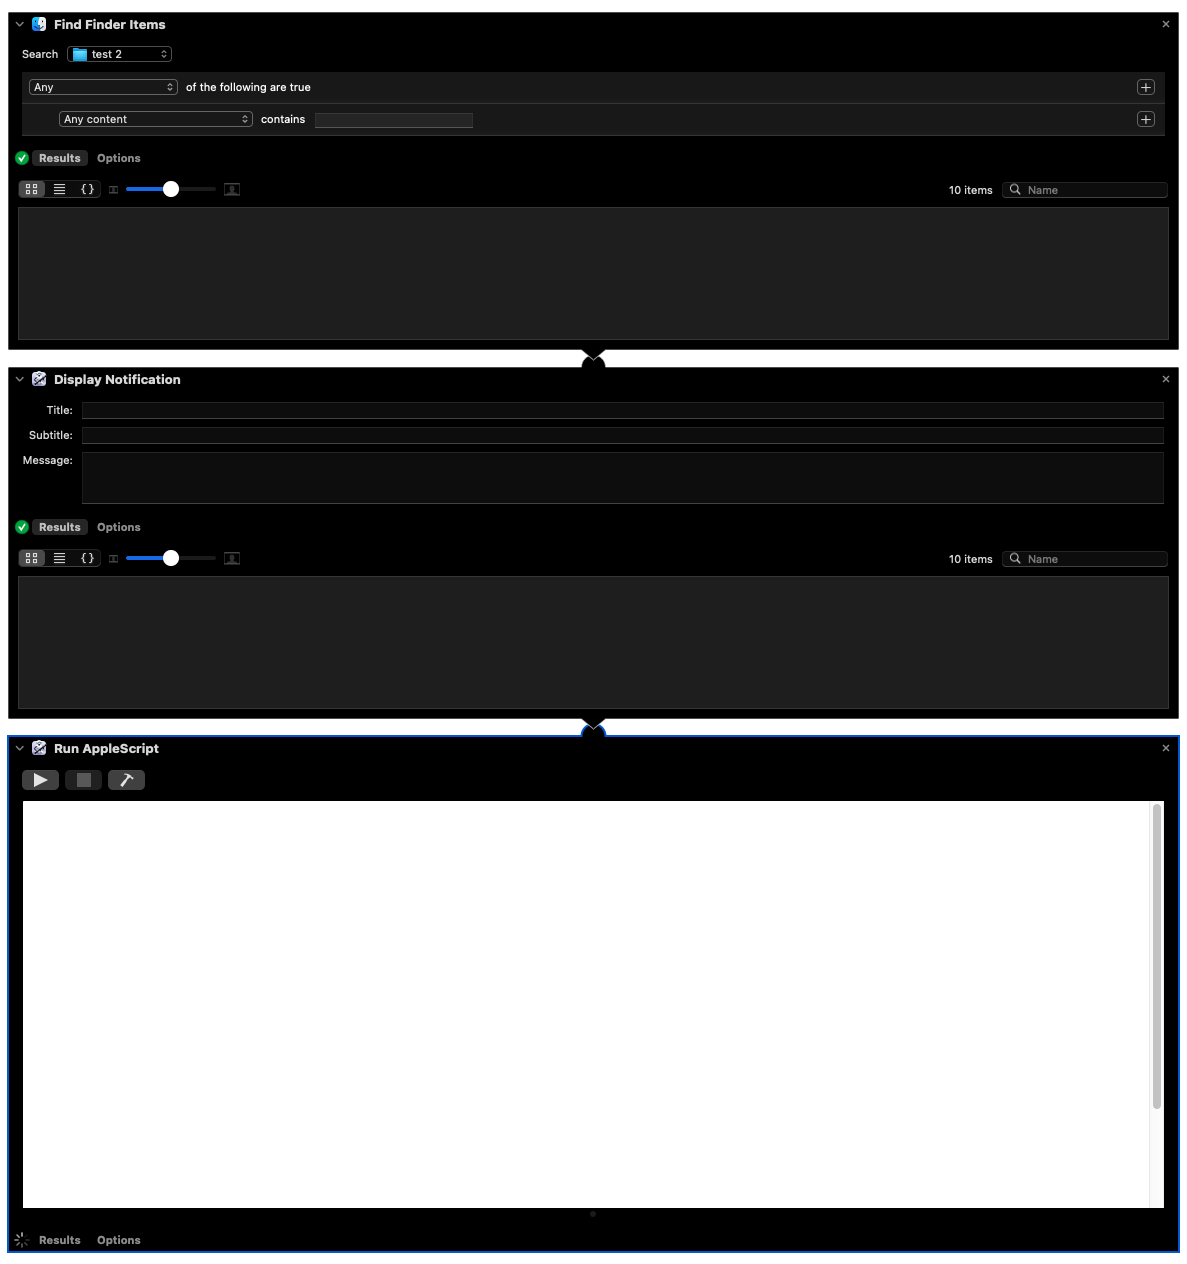 Find Finder Items
Search test 2
Any of the following are true
Any content contains
Results Options
10 items Name
Display Notification
Title:
Subtitle:
Message:
Results Options
10 items Name
Run AppleScript
Results Options